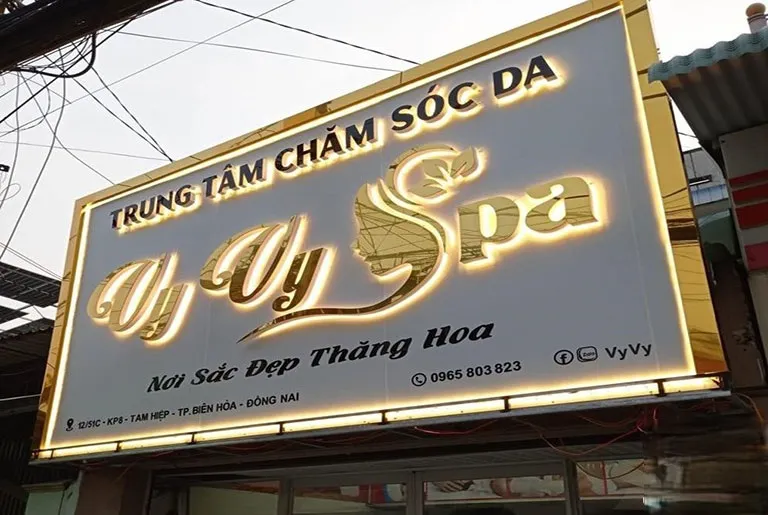 TRUNG TÂM CHĂM SÓC DA
Vy Vy Spa
Nơi Sắc Đẹp Thăng Hoa
0965 803 823
Zalo VyVy
12/51C - KP8 - TAM HIỆP - TP. BIÊN HÒA - ĐỒNG NAI